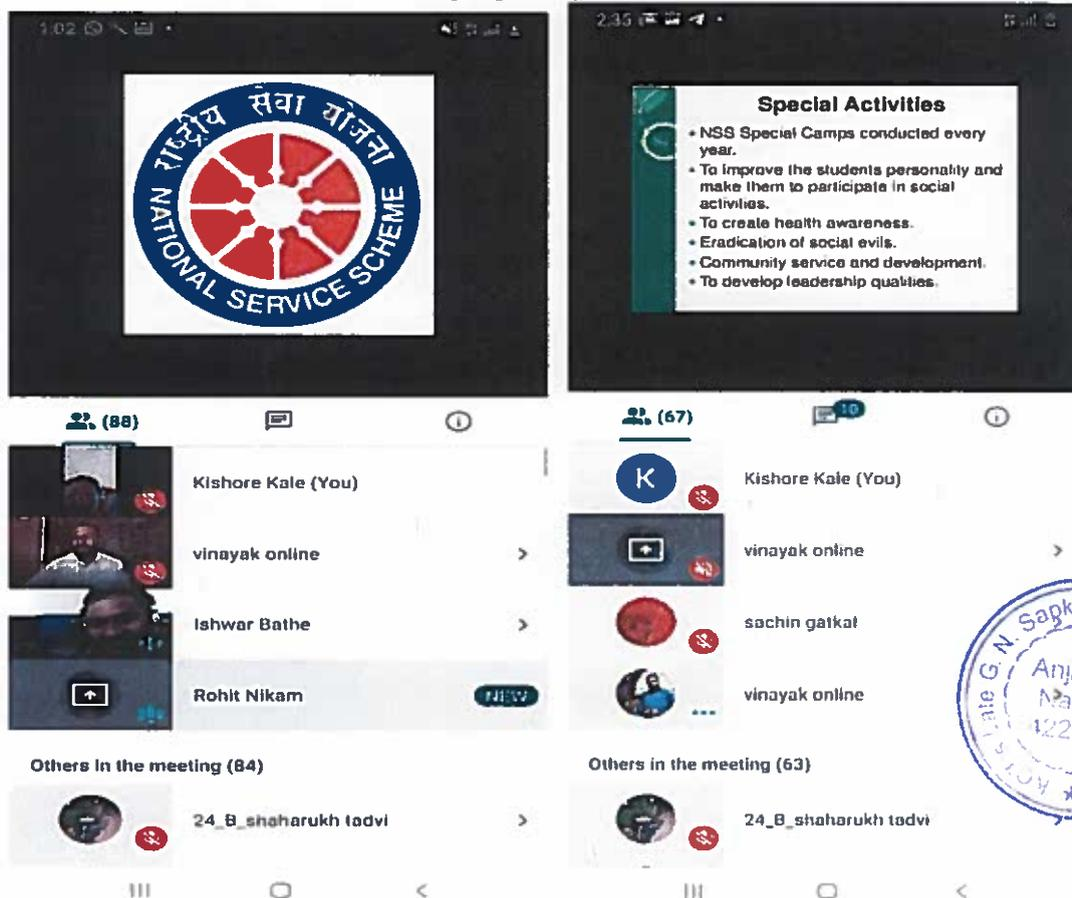 1:02
राष्ट्रीय सेवा योजना
NATIONAL SERVICE SCHEME
(88)
Kishore Kale (You)
vinayak online
Ishwar Bathe
Rohit Nikam
NEW
Others in the meeting (84)
24_B_shaharukh tadvi
2:35
Special Activities
• NSS Special Camps conducted every
year.
• To improve the students personality and
make them to participate in social
activities.
• To create health awareness.
• Eradication of social evils.
• Community service and development.
• To develop leadership qualities.
(67)
10
K
Kishore Kale (You)
vinayak online
sachin gatkal
vinayak online
Others in the meeting (63)
24_B_shaharukh tadvi
Late G. N.